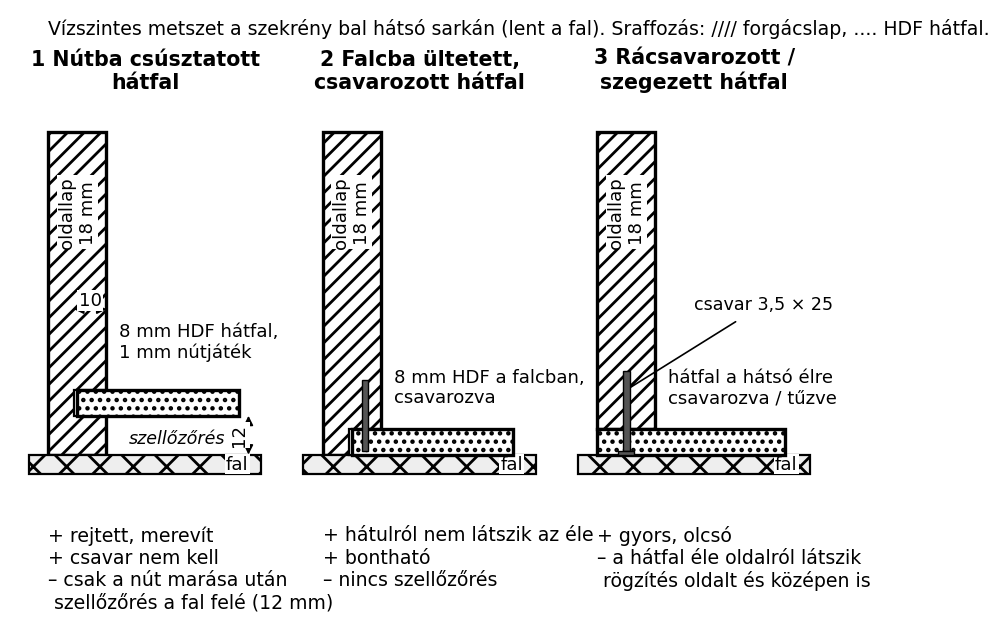 Vízszintes metszet a szekrény bal hátsó sarkán (lent a fal). Sraffozás: //// forgácslap, .... HDF hátfal.
1 Nútba csúsztatott
hátfal
2 Falcba ültetett,
csavarozott hátfal
3 Rácsavarozott /
szegezett hátfal
oldallap
18 mm
10
8 mm HDF hátfal,
1 mm nútjáték
szellőzőrés
12
fal
oldallap
18 mm
8 mm HDF a falcban,
csavarozva
fal
oldallap
18 mm
csavar 3,5 × 25
hátfal a hátsó élre
csavarozva / tűzve
fal
+ rejtett, merevít
+ csavar nem kell
– csak a nút marása után
szellőzőrés a fal felé (12 mm)
+ hátulról nem látszik az éle
+ bontható
– nincs szellőzőrés
+ gyors, olcsó
– a hátfal éle oldalról látszik
rögzítés oldalt és középen is